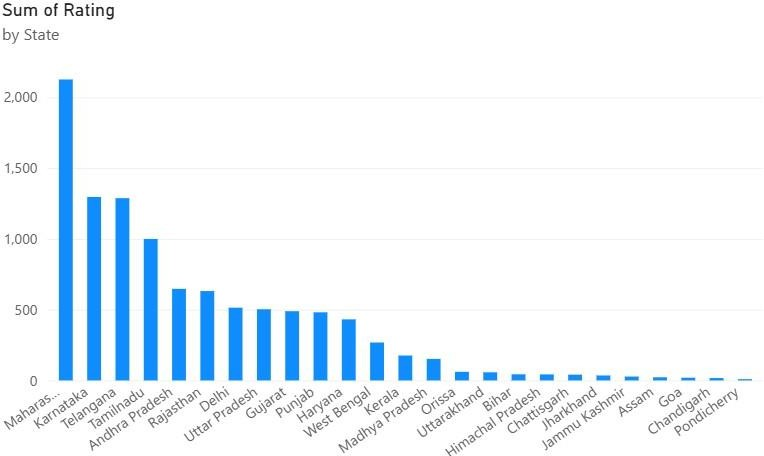 Sum of Rating
by State
2,000
1,500
1,000
500
0
Maharas...
Karnataka
Telangana
Tamilnadu
Andhra Pradesh
Rajasthan
Delhi
Uttar Pradesh
Gujarat
Punjab
Haryana
West Bengal
Kerala
Madhya Pradesh
Orissa
Uttarakhand
Bihar
Himachal Pradesh
Chattisgarh
Jharkhand
Jammu Kashmir
Assam
Goa
Chandigarh
Pondicherry